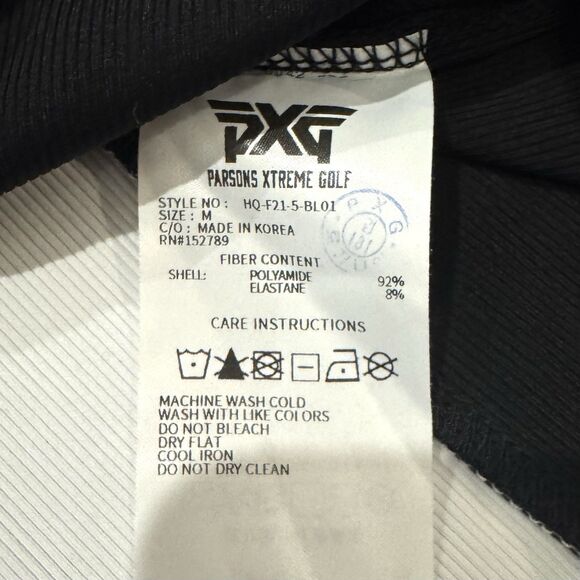 PXG
PARSONS XTREME GOLF
STYLE NO: HQ-F21-5-BL01
SIZE: M
C/O: MADE IN KOREA
RN#152789
PXG
FIBER CONTENT
SHELL: POLYAMIDE 92%
ELASTANE 8%
CARE INSTRUCTIONS
MACHINE WASH COLD
WASH WITH LIKE COLORS
DO NOT BLEACH
DRY FLAT
COOL IRON
DO NOT DRY CLEAN